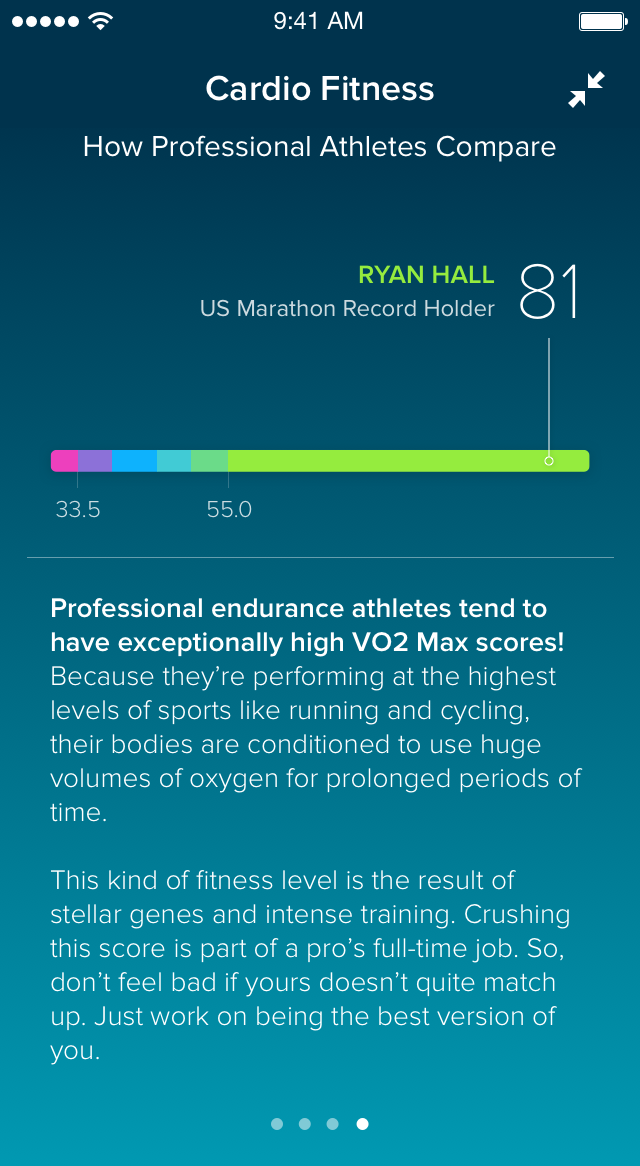 9:41 AM
Cardio Fitness
How Professional Athletes Compare
RYAN HALL
US Marathon Record Holder
81
33.5
55.0
Professional endurance athletes tend to
have exceptionally high VO2 Max scores!
Because they’re performing at the highest
levels of sports like running and cycling,
their bodies are conditioned to use huge
volumes of oxygen for prolonged periods of
time.
This kind of fitness level is the result of
stellar genes and intense training. Crushing
this score is part of a pro’s full-time job. So,
don’t feel bad if yours doesn’t quite match
up. Just work on being the best version of
you.